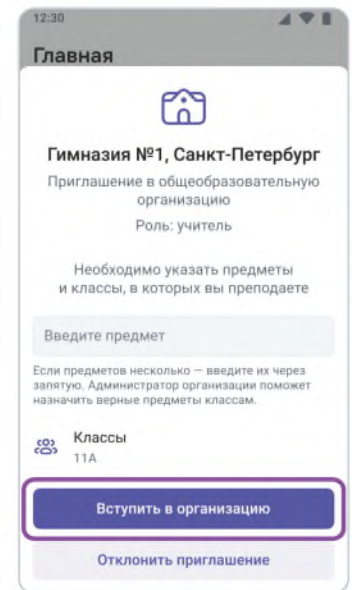 12:30
Главная
Гимназия №1, Санкт-Петербург
Приглашение в общеобразовательную
организацию
Роль: учитель
Необходимо указать предметы
и классы, в которых вы преподаете
Введите предмет
Если предметов несколько — введите их через
запятую. Администратор организации поможет
назначить верные предметы классам.
Классы
11А
Вступить в организацию
Отклонить приглашение